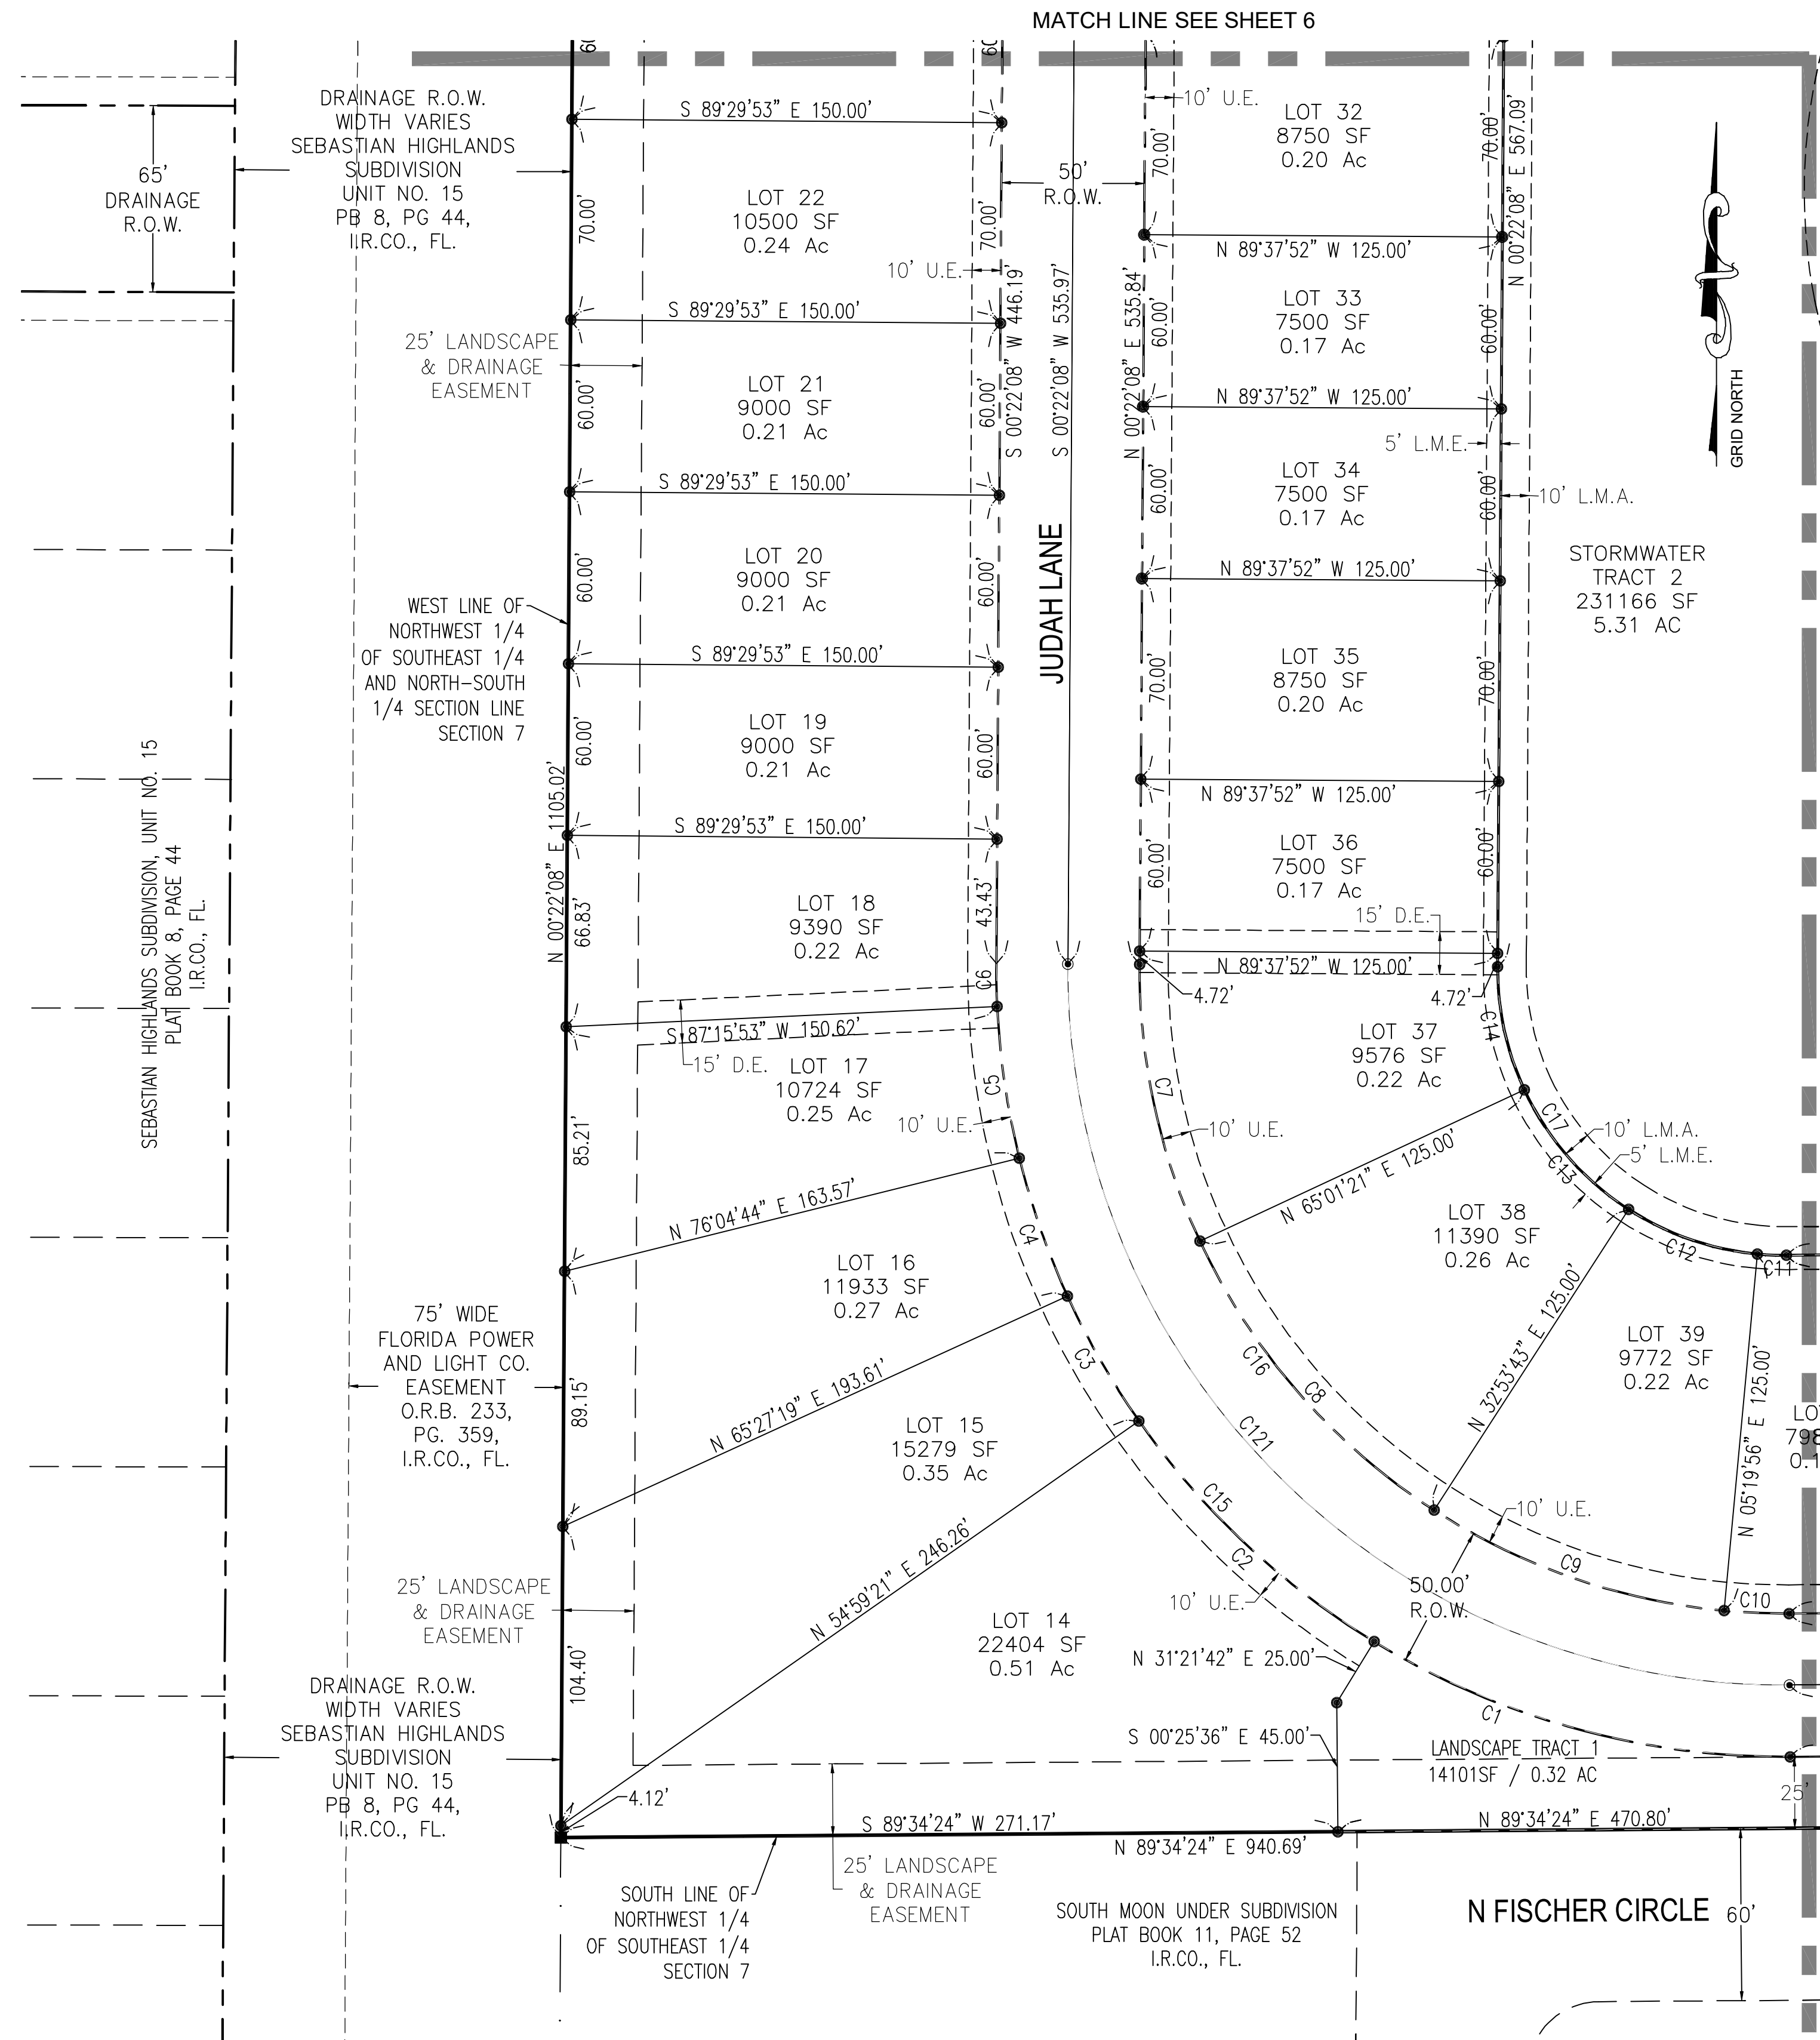 MATCH LINE SEE SHEET 6
65'
DRAINAGE
R.O.W.
DRAINAGE R.O.W.
WIDTH VARIES
SEBASTIAN HIGHLANDS
SUBDIVISION
UNIT NO. 15
PB 8, PG 44,
I.R.CO., FL.
S 89°29'53" E 150.00'
70.00'
LOT 22
10500 SF
0.24 Ac
70.00'
10' U.E.
50'
R.O.W.
10' U.E.
70.00'
LOT 32
8750 SF
0.20 Ac
70.00'
N 00°22'08" E 567.09'
N 89°37'52" W 125.00'
GRID NORTH
S 89°29'53" E 150.00'
25' LANDSCAPE
& DRAINAGE
EASEMENT
60.00'
LOT 21
9000 SF
0.21 Ac
60.00'
S 00°22'08" W 446.19'
S 00°22'08" W 535.97'
N 00°22'08" E 535.84'
60.00'
LOT 33
7500 SF
0.17 Ac
60.00'
N 89°37'52" W 125.00'
5' L.M.E.
S 89°29'53" E 150.00'
60.00'
LOT 34
7500 SF
0.17 Ac
60.00'
10' L.M.A.
60.00'
LOT 20
9000 SF
0.21 Ac
60.00'
JUDAH LANE
N 89°37'52" W 125.00'
STORMWATER
TRACT 2
231166 SF
5.31 AC
WEST LINE OF
NORTHWEST 1/4
OF SOUTHEAST 1/4
AND NORTH-SOUTH
1/4 SECTION LINE
SECTION 7
S 89°29'53" E 150.00'
70.00'
LOT 35
8750 SF
0.20 Ac
70.00'
60.00'
LOT 19
9000 SF
0.21 Ac
60.00'
N 89°37'52" W 125.00'
SEBASTIAN HIGHLANDS SUBDIVISION, UNIT NO. 15
PLAT BOOK 8, PAGE 44
I.R.CO., FL.
N 00°22'08" E 1105.02'
S 89°29'53" E 150.00'
60.00'
LOT 36
7500 SF
0.17 Ac
60.00'
66.83'
LOT 18
9390 SF
0.22 Ac
43.43'
C6
15' D.E.
N 89°37'52" W 125.00'
4.72'
4.72'
S 87°15'53" W 150.62'
15' D.E.
LOT 17
10724 SF
0.25 Ac
85.21'
C5
10' U.E.
C7
10' U.E.
LOT 37
9576 SF
0.22 Ac
C14
C17
10' L.M.A.
5' L.M.E.
C13
N 65°01'21" E 125.00'
N 76°04'44" E 163.57'
C4
LOT 38
11390 SF
0.26 Ac
C12
C11
LOT 16
11933 SF
0.27 Ac
75' WIDE
FLORIDA POWER
AND LIGHT CO.
EASEMENT
O.R.B. 233,
PG. 359,
I.R.CO., FL.
89.15'
C3
C16
C8
N 32°53'43" E 125.00'
LOT 39
9772 SF
0.22 Ac
N 05°19'56" E 125.00'
N 65°27'19" E 193.61'
LOT 15
15279 SF
0.35 Ac
C121
C15
10' U.E.
C9
C2
50.00'
R.O.W.
C10
10' U.E.
25' LANDSCAPE
& DRAINAGE
EASEMENT
N 54°59'21" E 246.26'
LOT 14
22404 SF
0.51 Ac
N 31°21'42" E 25.00'
104.40'
DRAINAGE R.O.W.
WIDTH VARIES
SEBASTIAN HIGHLANDS
SUBDIVISION
UNIT NO. 15
PB 8, PG 44,
I.R.CO., FL.
C1
S 00°25'36" E 45.00'
LANDSCAPE TRACT 1
14101SF / 0.32 AC
25'
4.12'
S 89°34'24" W 271.17'
N 89°34'24" E 470.80'
N 89°34'24" E 940.69'
25' LANDSCAPE
& DRAINAGE
EASEMENT
SOUTH LINE OF
NORTHWEST 1/4
OF SOUTHEAST 1/4
SECTION 7
SOUTH MOON UNDER SUBDIVISION
PLAT BOOK 11, PAGE 52
I.R.CO., FL.
N FISCHER CIRCLE
60'